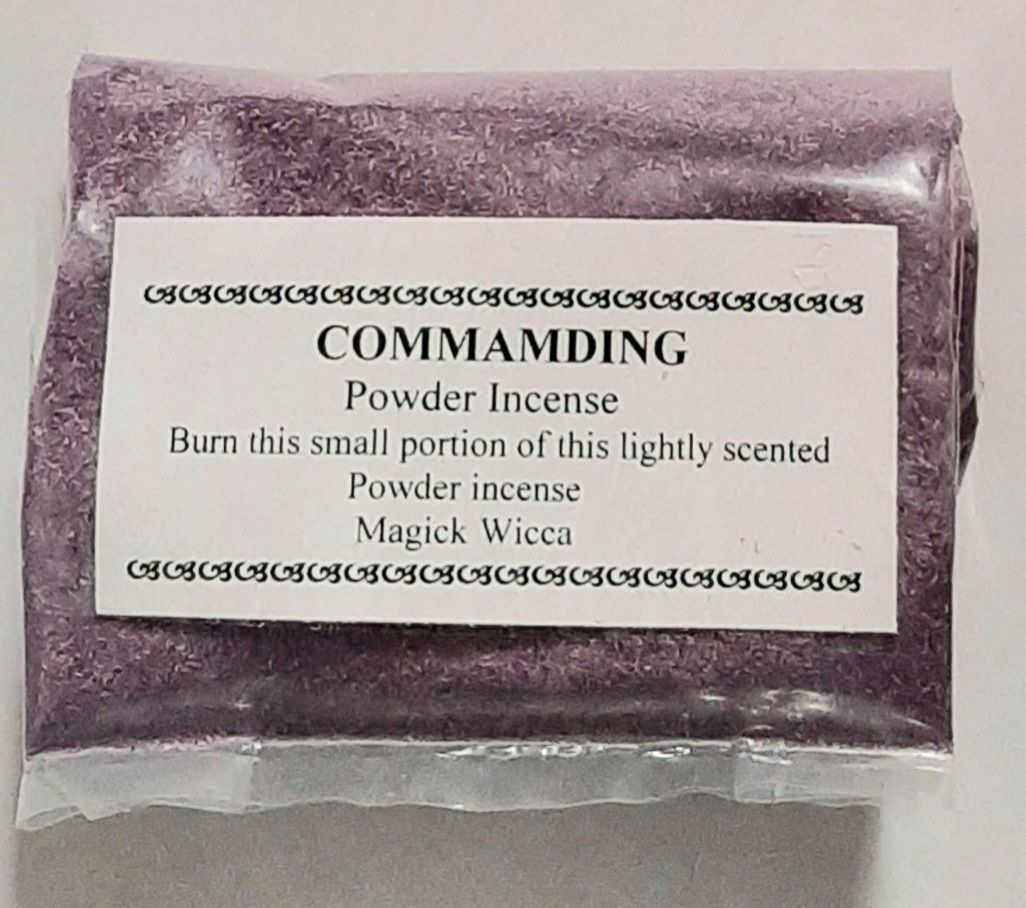 COMMAMDING
Powder Incense
Burn this small portion of this lightly scented
Powder incense
Magick Wicca